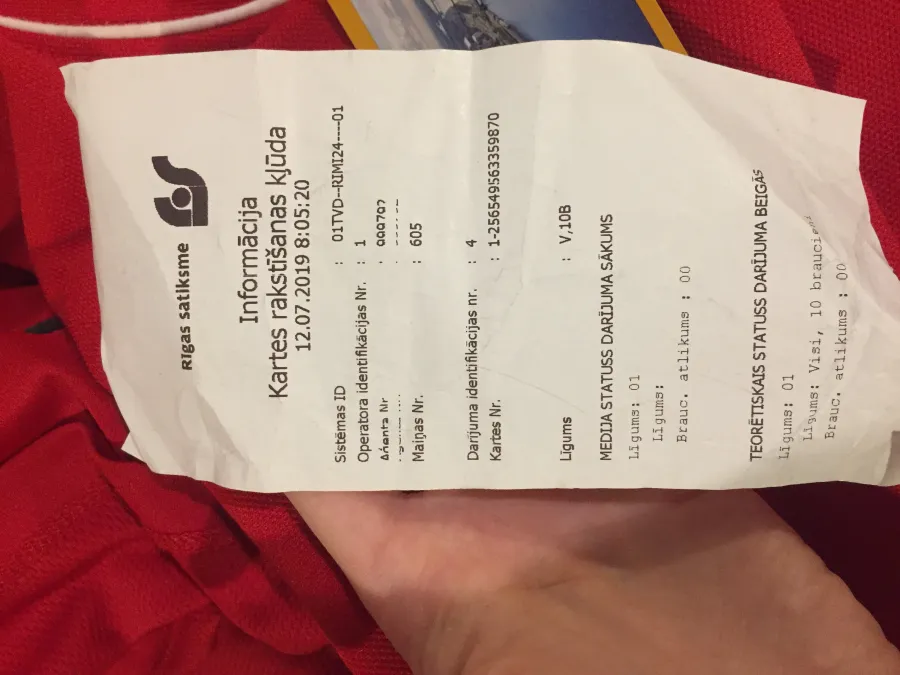 Rīgas satiksme
Informācija
Kartes rakstīšanas kļūda
12.07.2019 8:05:20
Sistēmas ID : 01TVD--RIMI24----01
Operatora identifikācijas Nr. : 1
Nr :
Maiņas Nr. : 605
Darījuma identifikācijas nr. : 4
Kartes Nr. : 1-2565495633359870
Līgums : V,10B
MEDIJA STATUSS DARĪJUMA SĀKUMS
Līgums: 01
Līgums:
Brauc. atlikums : 00
TEORĒTISKAIS STATUSS DARĪJUMA BEIGĀS
Līgums: 01
Līgums: Visi, 10
Brauc. atlikums : 00